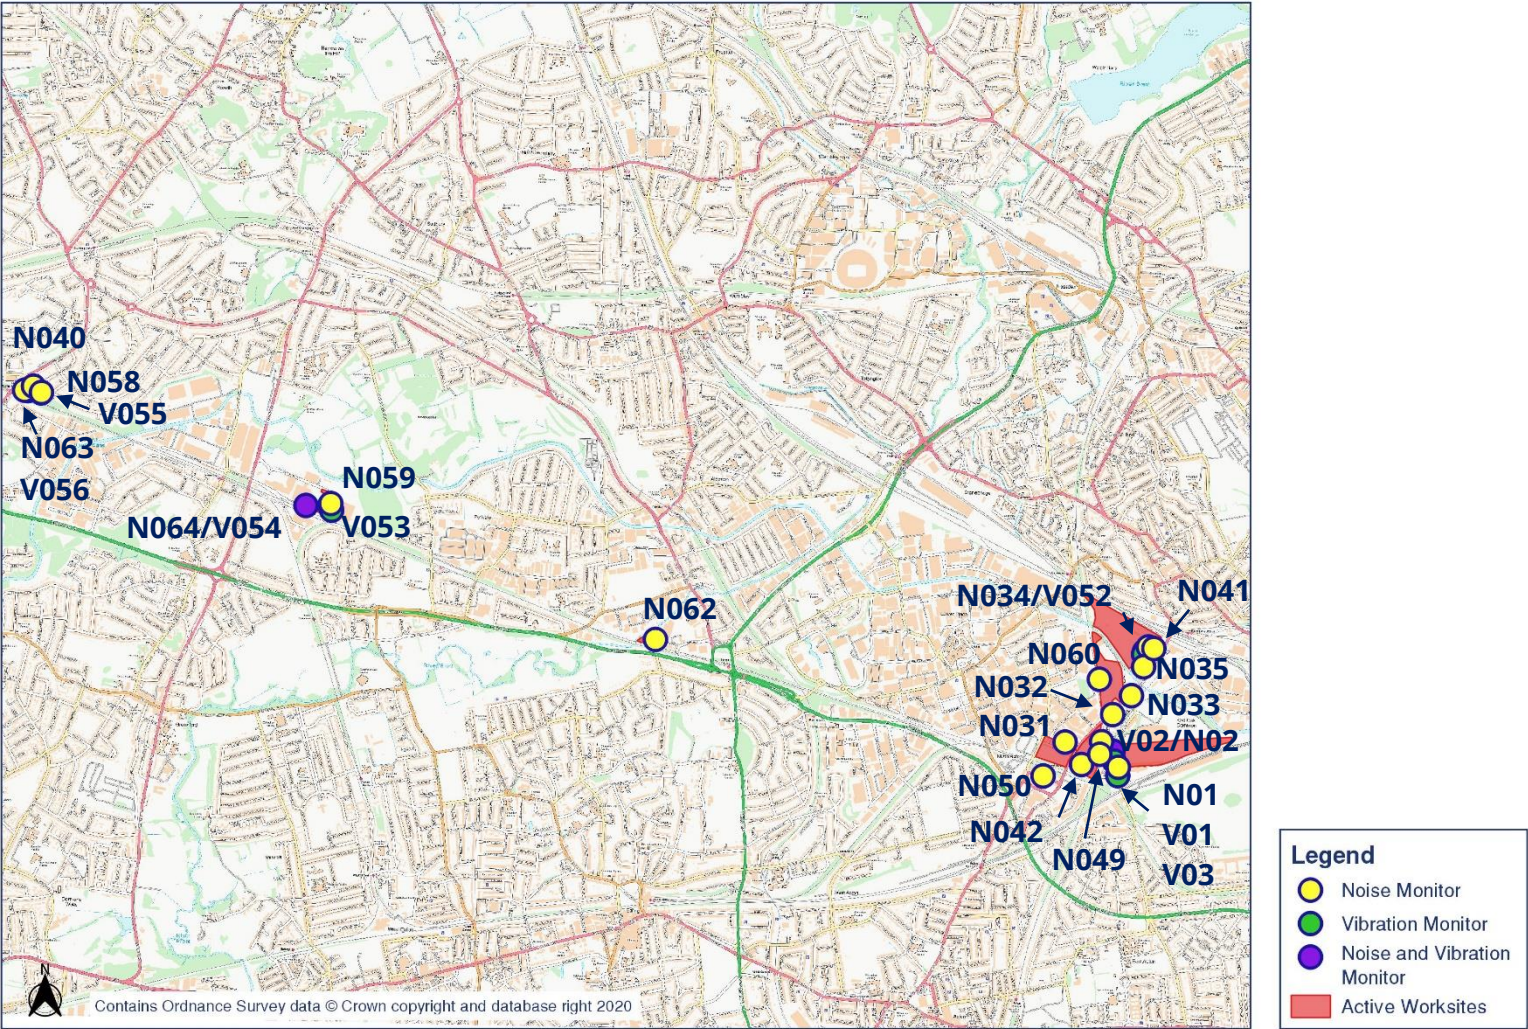 N040
N058
V055
N063
V056
N059
N064/V054
V053
N062
N034/V052
N041
N060
N035
N032
N033
N031
V02/N02
N050
N01
N042
V01
N049
V03
N
Contains Ordnance Survey data © Crown copyright and database right 2020
Legend
Noise Monitor
Vibration Monitor
Noise and Vibration
Monitor
Active Worksites